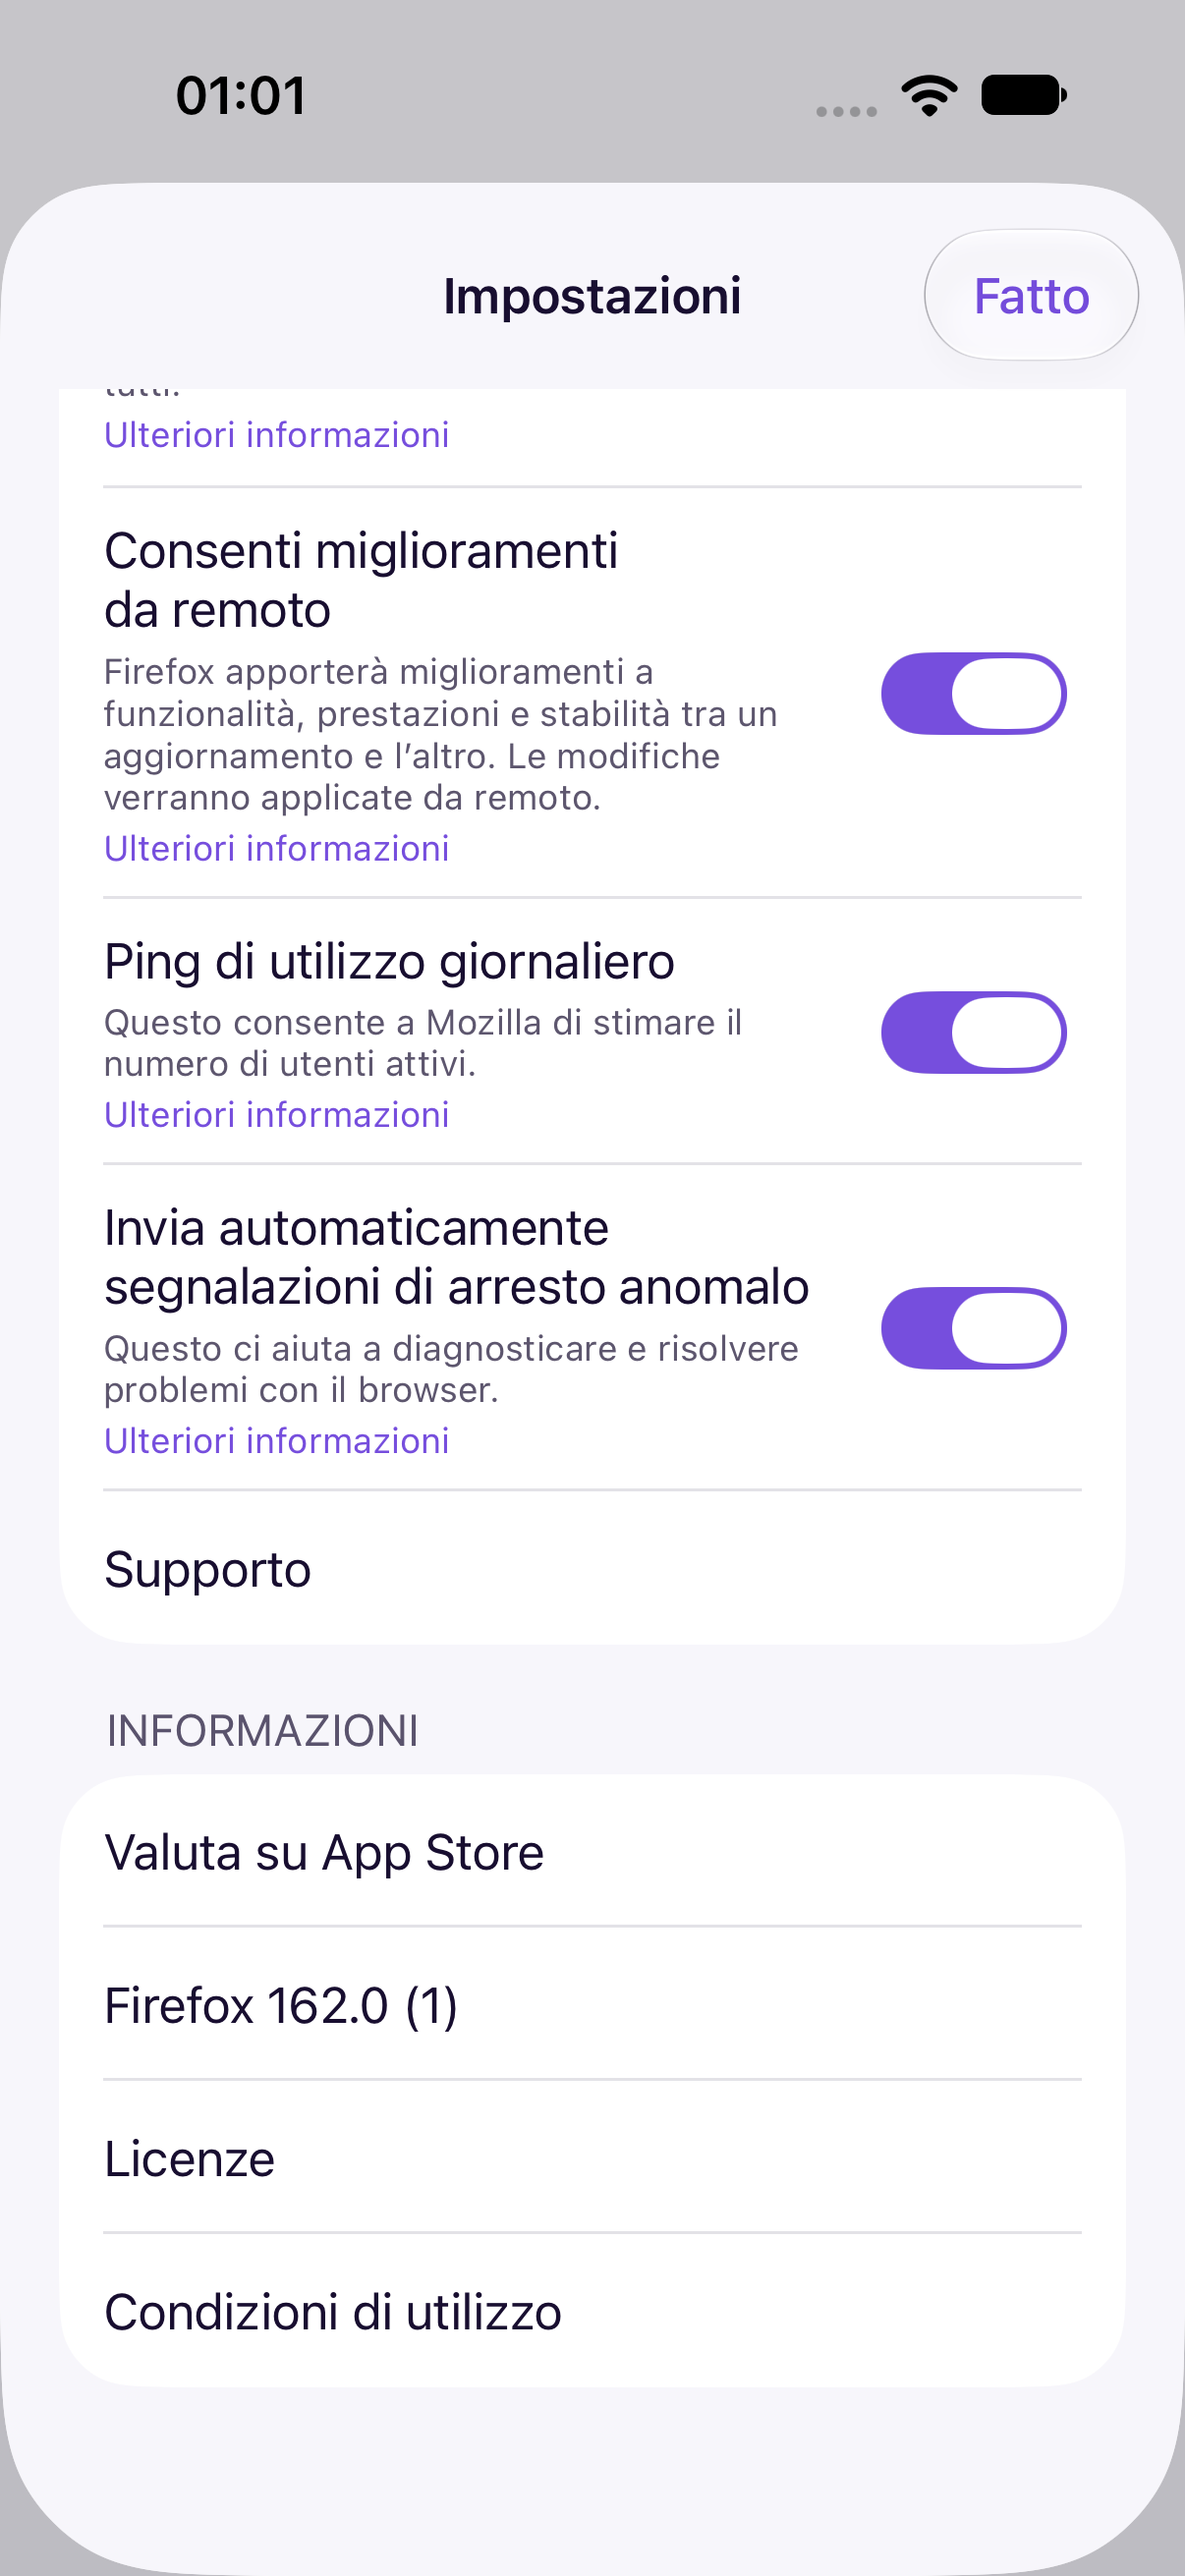 01:01
Impostazioni
Fatto
tutti.
Ulteriori informazioni
Consenti miglioramenti
da remoto
Firefox apporterà miglioramenti a
funzionalità, prestazioni e stabilità tra un
aggiornamento e l’altro. Le modifiche
verranno applicate da remoto.
Ulteriori informazioni
Ping di utilizzo giornaliero
Questo consente a Mozilla di stimare il
numero di utenti attivi.
Ulteriori informazioni
Invia automaticamente
segnalazioni di arresto anomalo
Questo ci aiuta a diagnosticare e risolvere
problemi con il browser.
Ulteriori informazioni
Supporto
INFORMAZIONI
Valuta su App Store
Firefox 162.0 (1)
Licenze
Condizioni di utilizzo